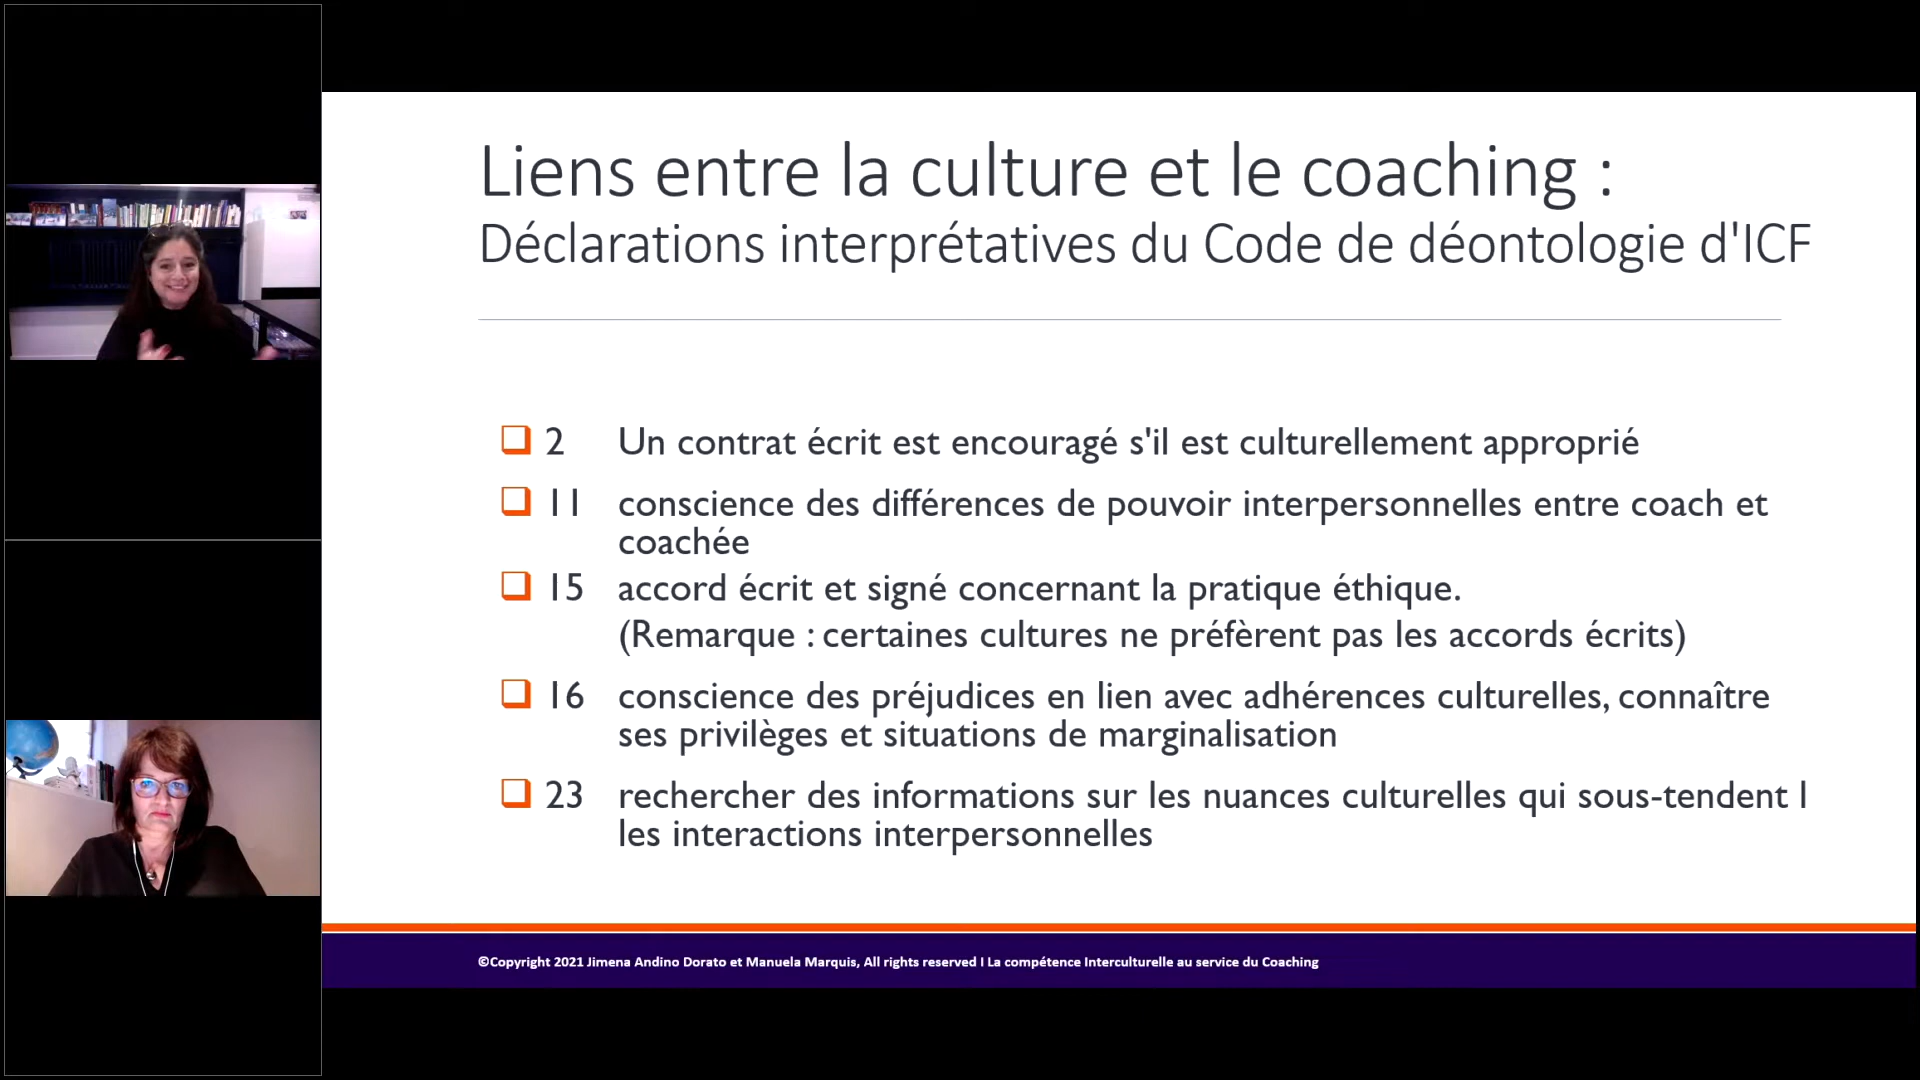 Liens entre la culture et le coaching :
Déclarations interprétatives du Code de déontologie d'ICF
2 Un contrat écrit est encouragé s'il est culturellement approprié
11 conscience des différences de pouvoir interpersonnelles entre coach et
coachée
15 accord écrit et signé concernant la pratique éthique.
(Remarque : certaines cultures ne préfèrent pas les accords écrits)
16 conscience des préjudices en lien avec adhérences culturelles, connaître
ses privilèges et situations de marginalisation
23 rechercher des informations sur les nuances culturelles qui sous-tendent l
les interactions interpersonnelles
©Copyright 2021 Jimena Andino Dorato et Manuela Marquis, All rights reserved I La compétence Interculturelle au service du Coaching